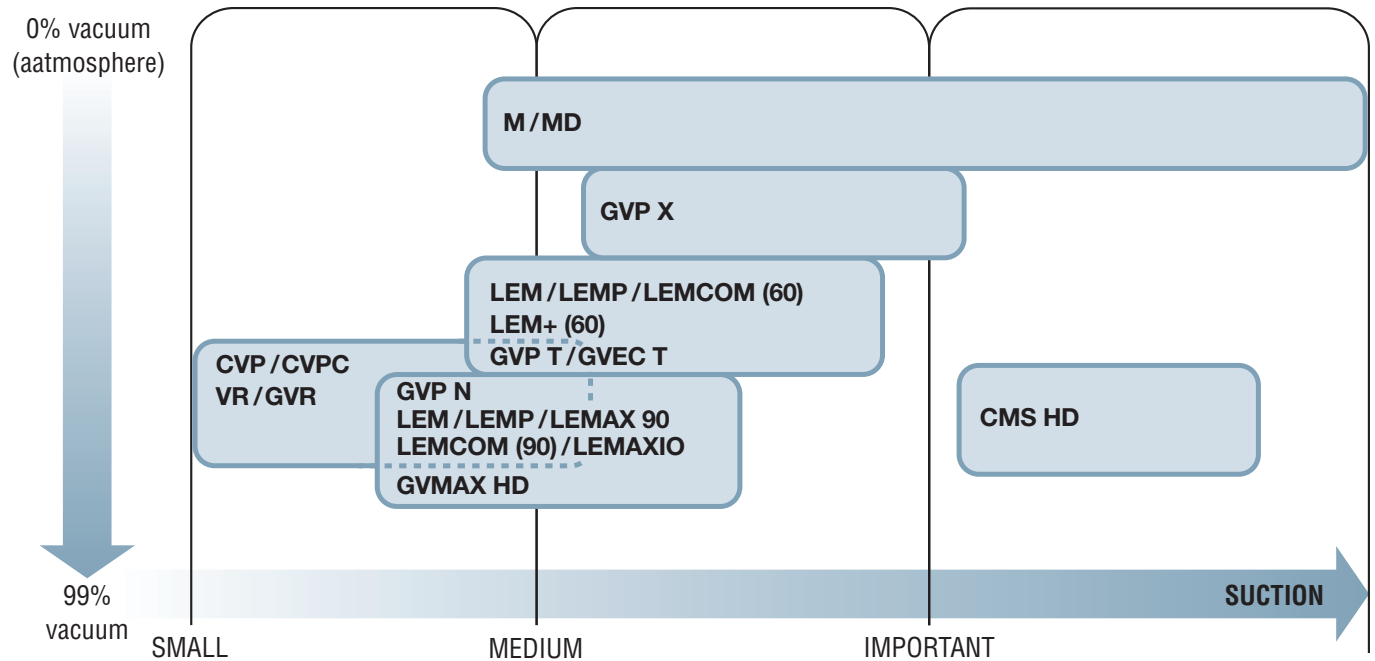 0% vacuum
(aatmosphere)
M / MD
GVP X
LEM / LEMP / LEMCOM (60)
LEM+ (60)
GVP T / GVEC T
CVP / CVPC
VR / GVR
GVP N
LEM / LEMP / LEMAX 90
LEMCOM (90) / LEMAXIO
GVMAX HD
CMS HD
99%
vacuum
SUCTION
SMALL
MEDIUM
IMPORTANT